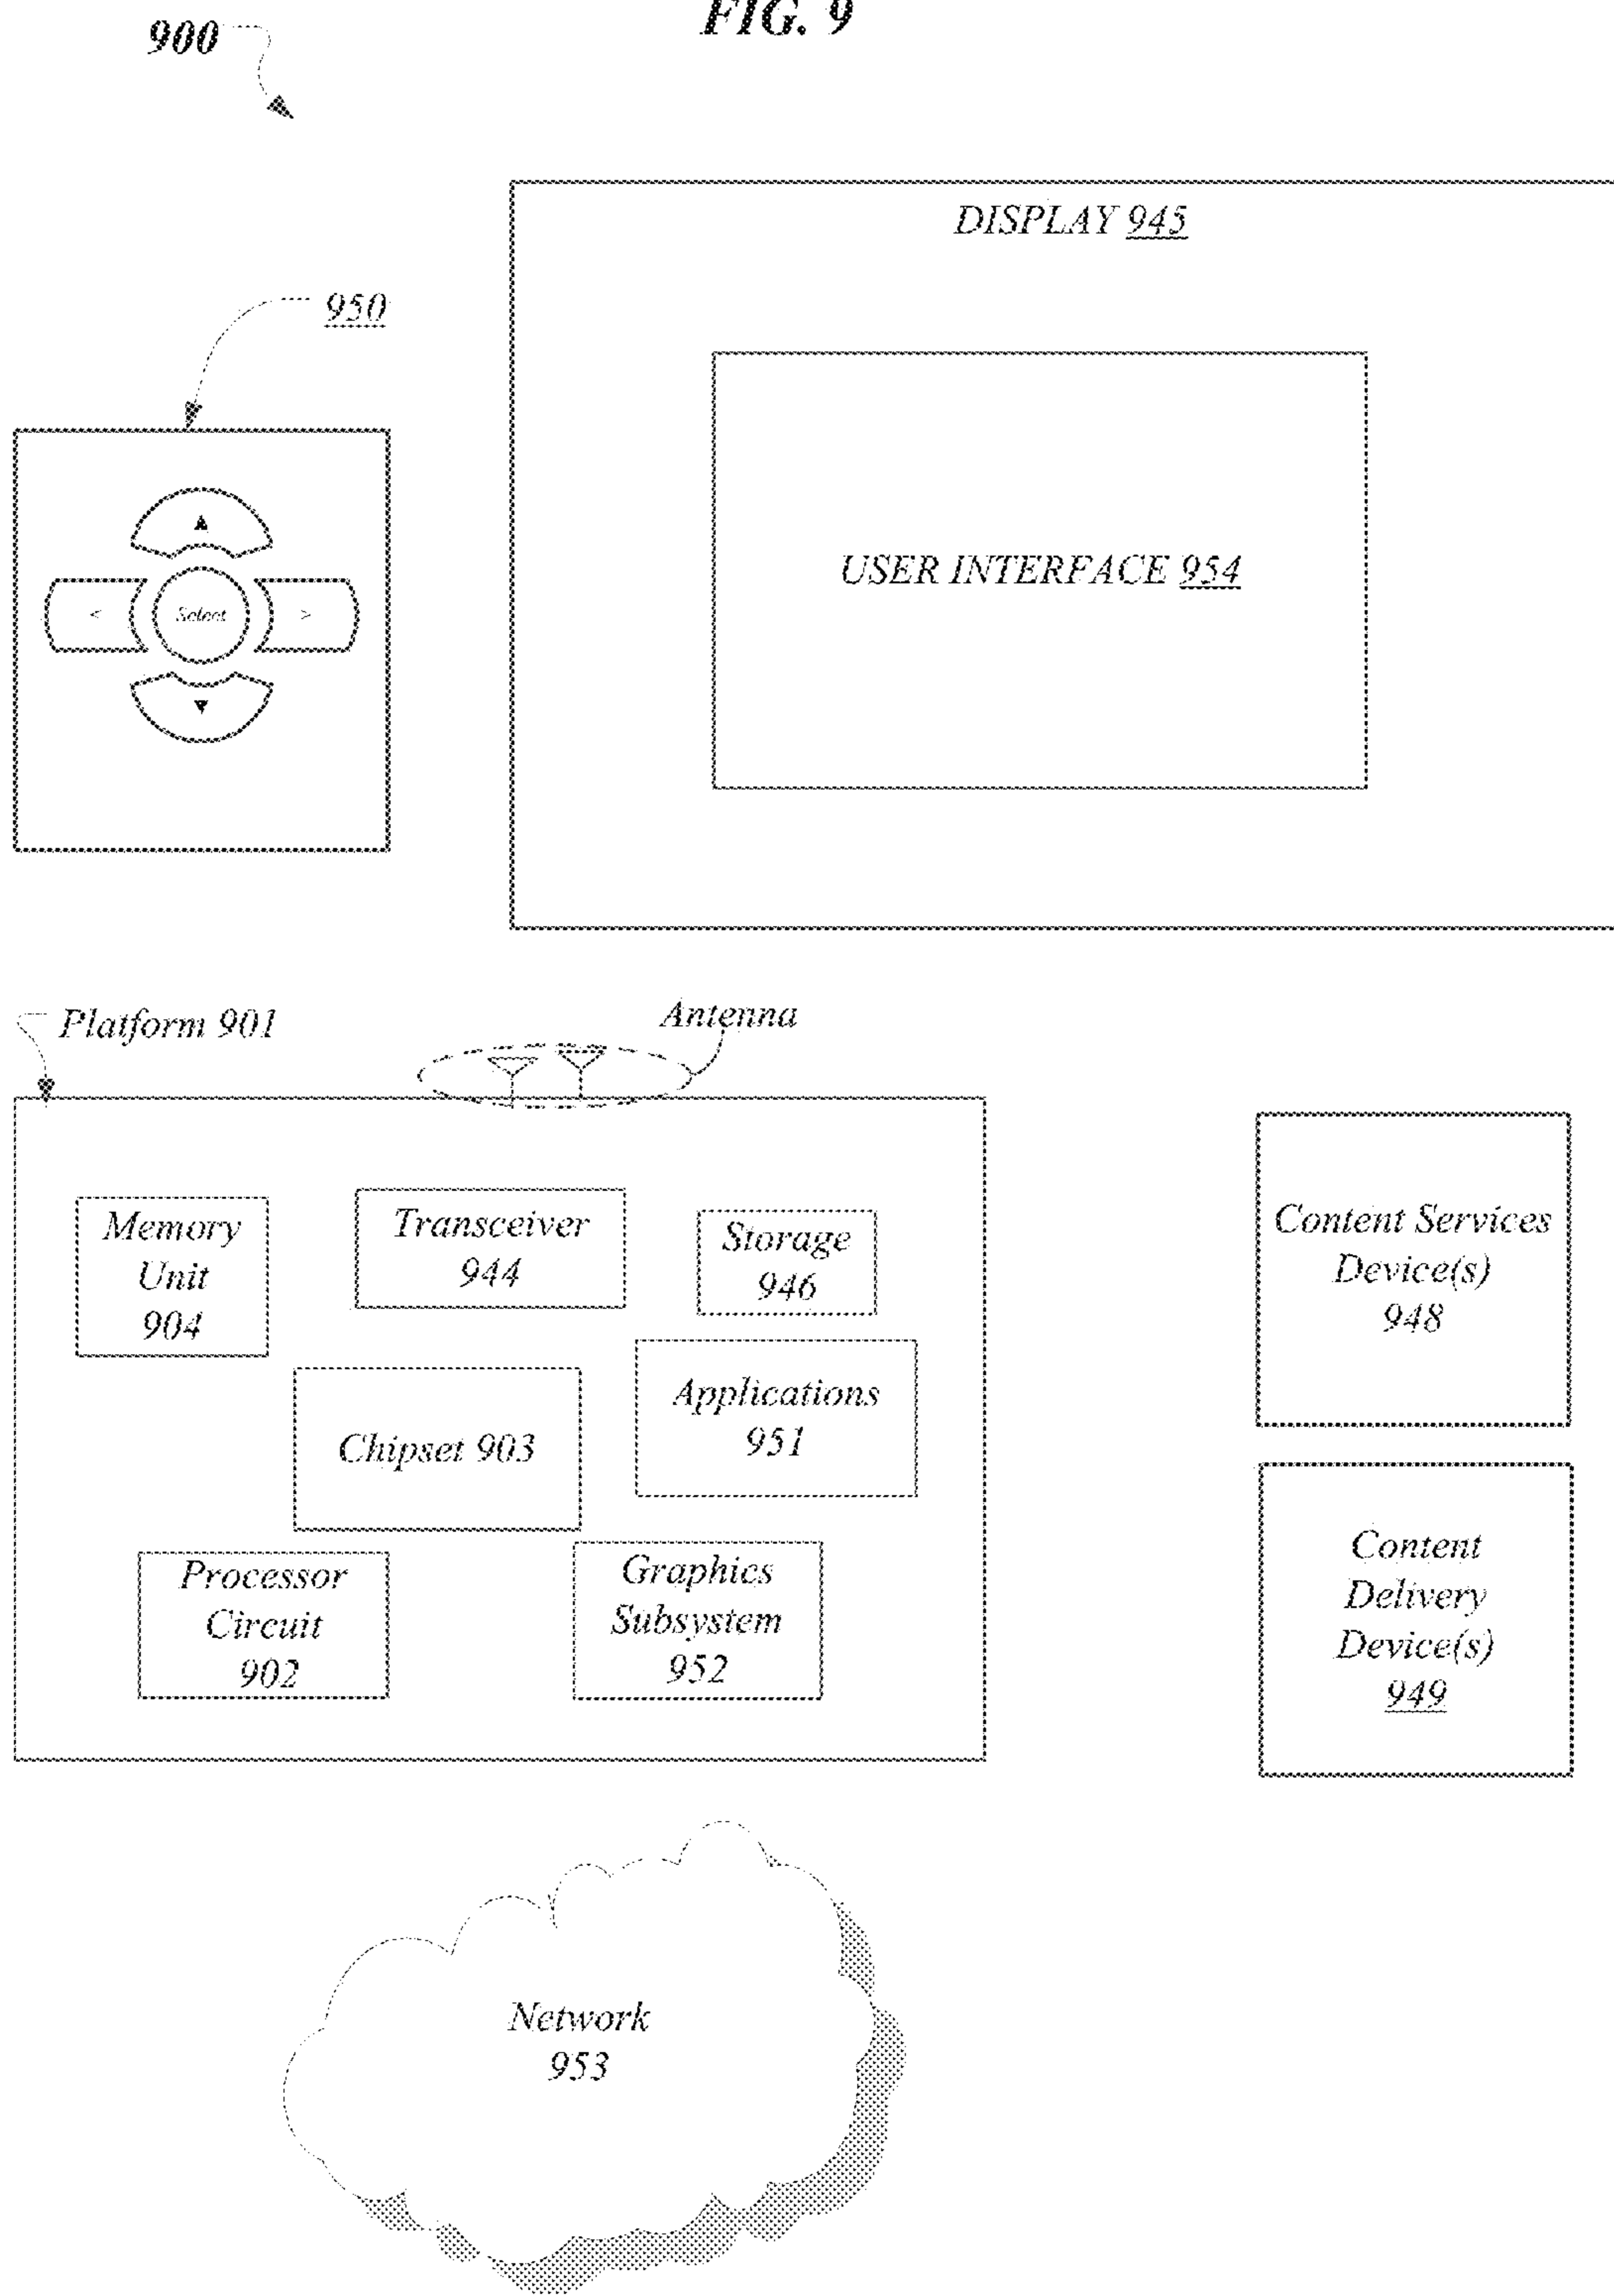 FIG. 9
900
DISPLAY 945
950
USER INTERFACE 954
<
Select
>
Platform 901
Antenna
Memory
Unit
904
Transceiver
944
Storage
946
Chipset 903
Applications
951
Processor
Circuit
902
Graphics
Subsystem
952
Content Services
Device(s)
948
Content
Delivery
Device(s)
949
Network
953